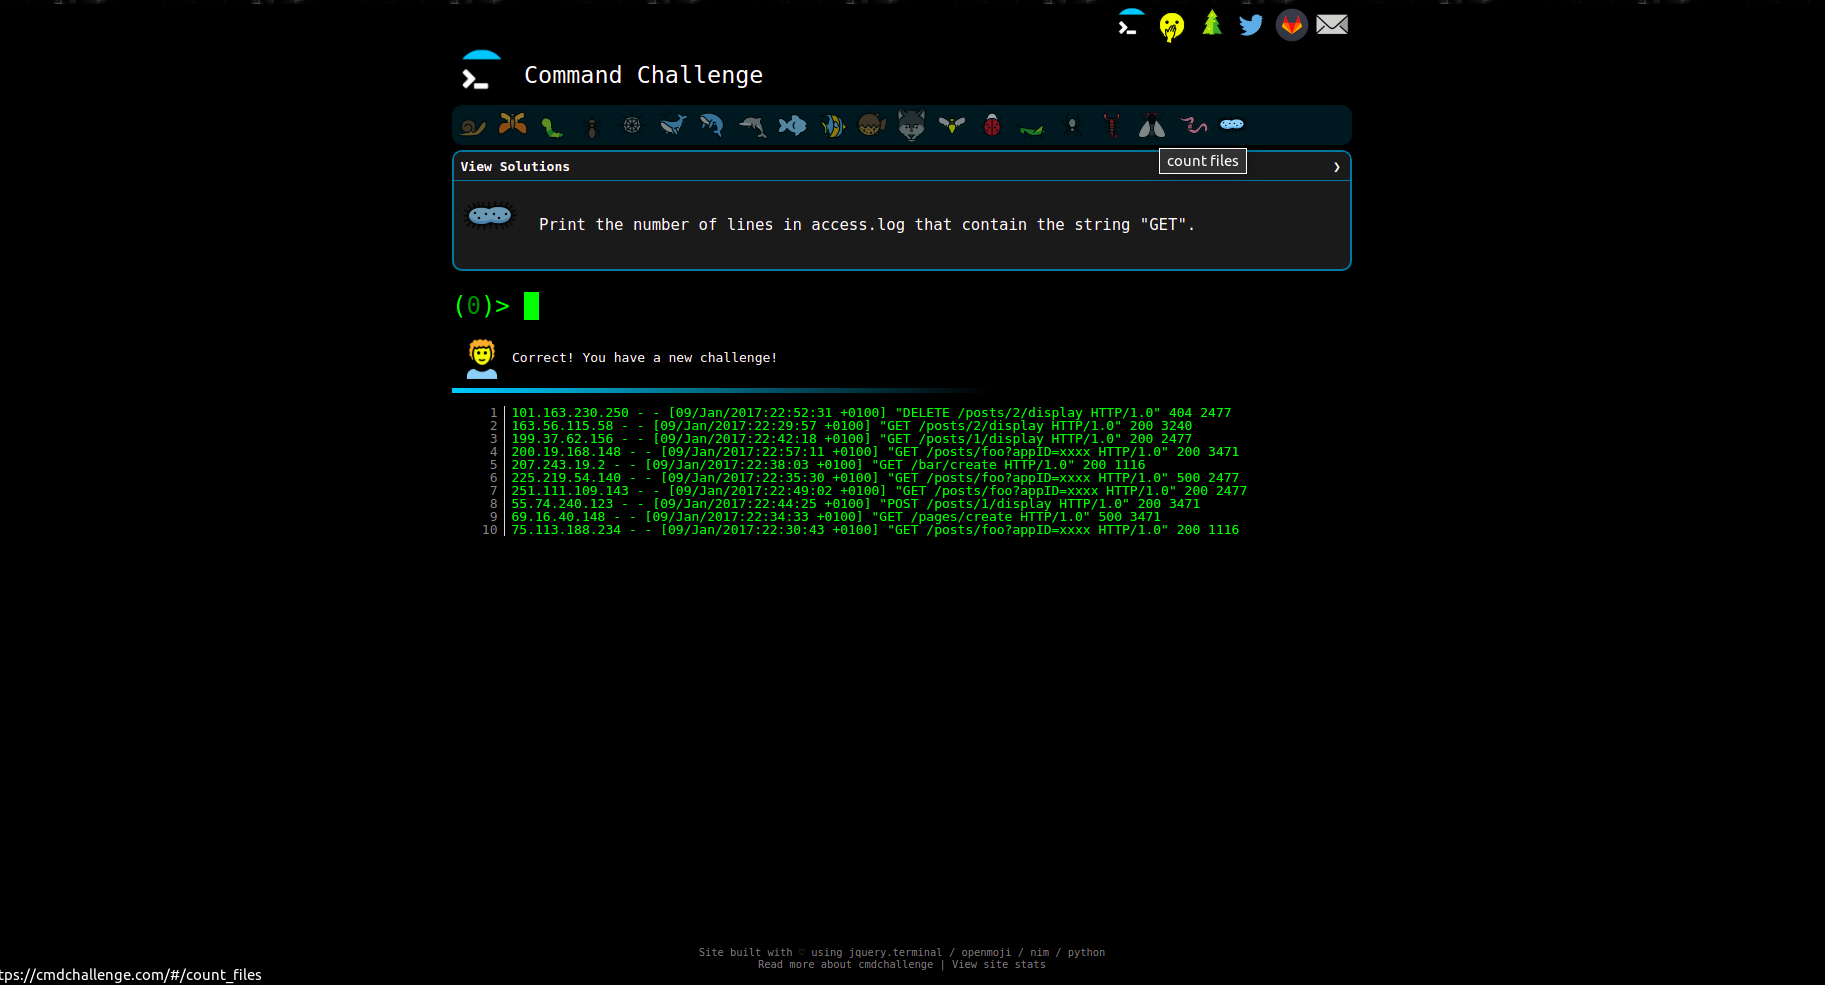 Command Challenge
View Solutions
count files
❯
Print the number of lines in access.log that contain the string "GET".
(0)>
Correct! You have a new challenge!
1 101.163.230.250 - - [09/Jan/2017:22:52:31 +0100] "DELETE /posts/2/display HTTP/1.0" 404 2477
2 163.56.115.58 - - [09/Jan/2017:22:29:57 +0100] "GET /posts/2/display HTTP/1.0" 200 3240
3 199.37.62.156 - - [09/Jan/2017:22:42:18 +0100] "GET /posts/1/display HTTP/1.0" 200 2477
4 200.19.168.148 - - [09/Jan/2017:22:57:11 +0100] "GET /posts/foo?appID=xxxx HTTP/1.0" 200 3471
5 207.243.19.2 - - [09/Jan/2017:22:38:03 +0100] "GET /bar/create HTTP/1.0" 200 1116
6 225.219.54.140 - - [09/Jan/2017:22:35:30 +0100] "GET /posts/foo?appID=xxxx HTTP/1.0" 500 2477
7 251.111.109.143 - - [09/Jan/2017:22:49:02 +0100] "GET /posts/foo?appID=xxxx HTTP/1.0" 200 2477
8 55.74.240.123 - - [09/Jan/2017:22:44:25 +0100] "POST /posts/1/display HTTP/1.0" 200 3471
9 69.16.40.148 - - [09/Jan/2017:22:34:33 +0100] "GET /pages/create HTTP/1.0" 500 3471
10 75.113.188.234 - - [09/Jan/2017:22:30:43 +0100] "GET /posts/foo?appID=xxxx HTTP/1.0" 200 1116
Site built with ♡ using jquery.terminal / openmoji / nim / python
Read more about cmdchallenge | View site stats
tps://cmdchallenge.com/#/count_files